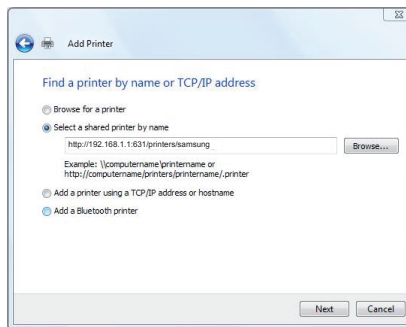 Add Printer
Find a printer by name or TCP/IP address
Browse for a printer
Select a shared printer by name
http://192.168.1.1:631/printers/samsung
Browse...
Example: \\computername\printername or
http://computername/printers/printername/.printer
Add a printer using a TCP/IP address or hostname
Add a Bluetooth printer
Next
Cancel